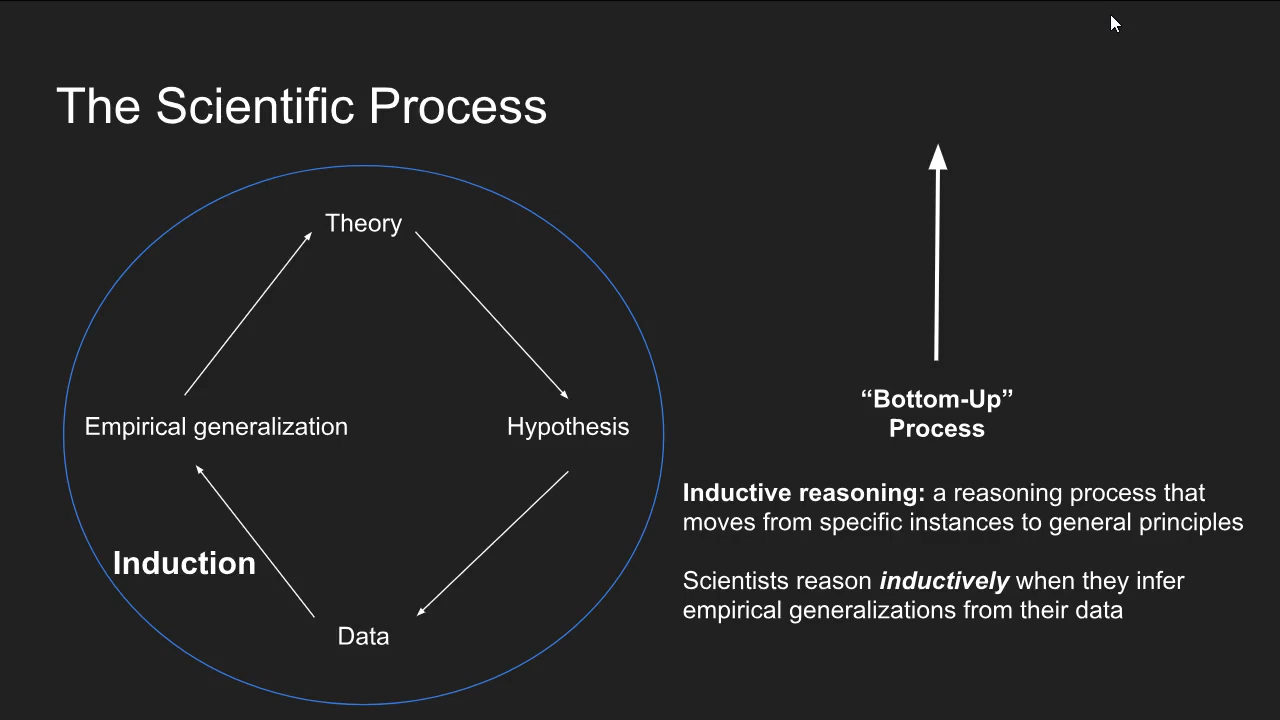 The Scientific Process
Theory
Empirical generalization
Hypothesis
Induction
Data
“Bottom-Up”
Process
Inductive reasoning: a reasoning process that
moves from specific instances to general principles
Scientists reason inductively when they infer
empirical generalizations from their data